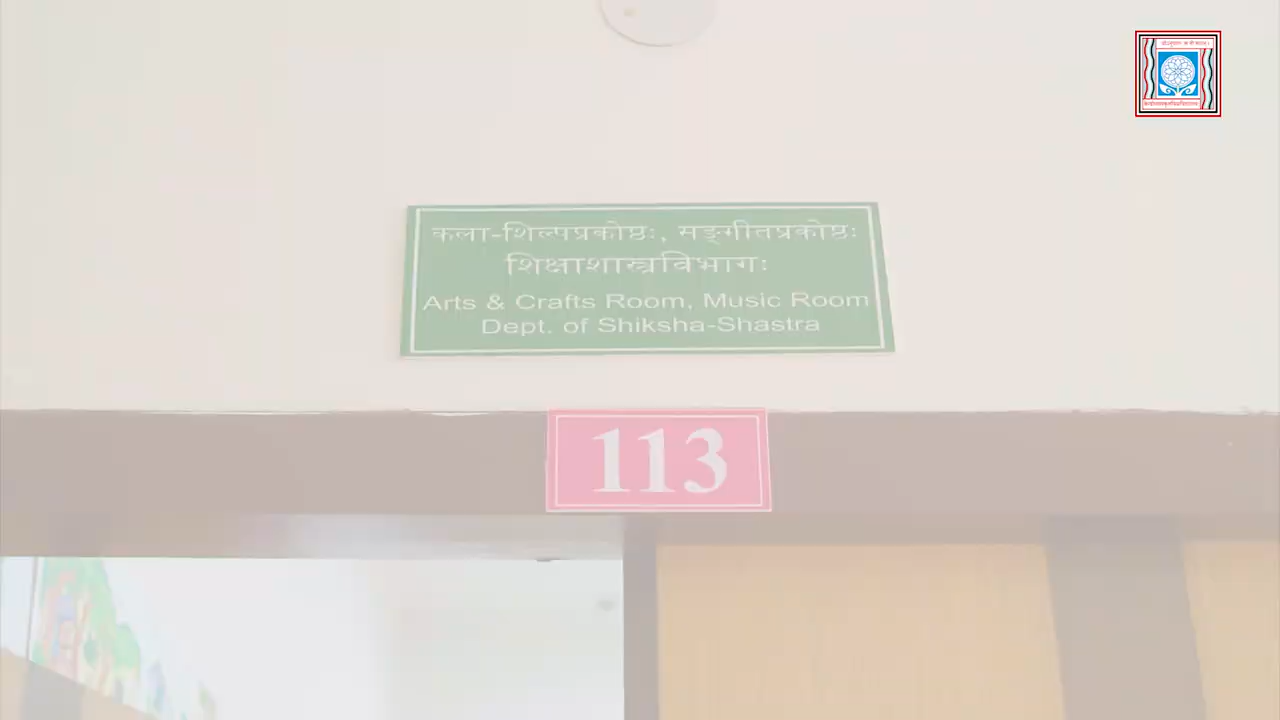 कला-शिल्पप्रकोष्ठः, सङ्गीतप्रकोष्ठः
शिक्षाशास्त्रविभागः
Arts & Crafts Room, Music Room
Dept. of Shiksha-Shastra
113